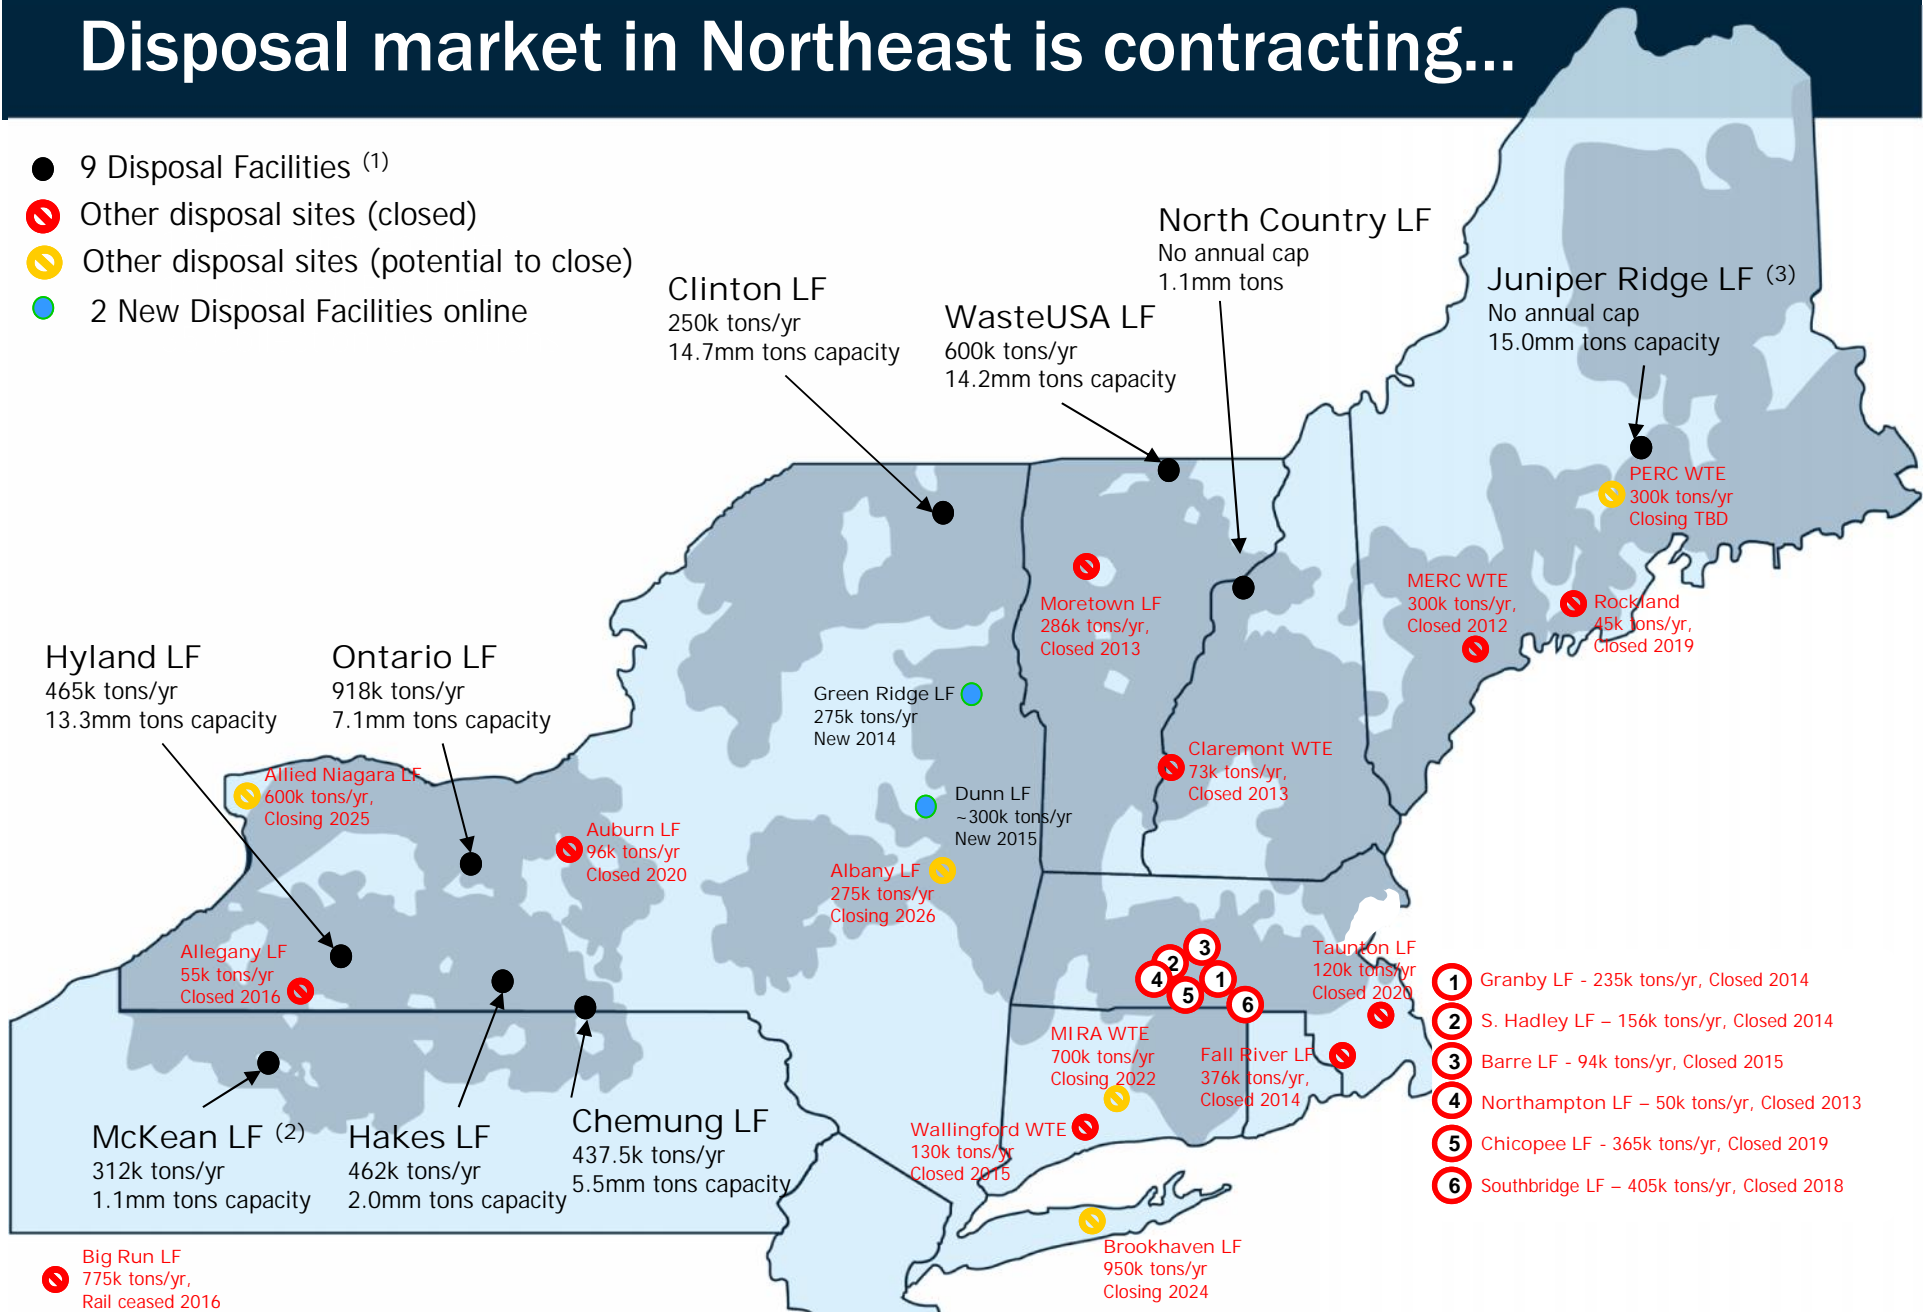 Disposal market in Northeast is contracting...
9 Disposal Facilities (1)
Other disposal sites (closed)
Other disposal sites (potential to close)
2 New Disposal Facilities online
North Country LF
No annual cap
1.1mm tons
Clinton LF
250k tons/yr
14.7mm tons capacity
WasteUSA LF
600k tons/yr
14.2mm tons capacity
Juniper Ridge LF (3)
No annual cap
15.0mm tons capacity
PERC WTE
300k tons/yr
Closing TBD
MERC WTE
300k tons/yr,
Closed 2012
Rockland
45k tons/yr,
Closed 2019
Moretown LF
286k tons/yr,
Closed 2013
Hyland LF
465k tons/yr
13.3mm tons capacity
Ontario LF
918k tons/yr
7.1mm tons capacity
Green Ridge LF
275k tons/yr
New 2014
Claremont WTE
73k tons/yr,
Closed 2013
Allied Niagara LF
600k tons/yr,
Closing 2025
Dunn LF
~300k tons/yr
New 2015
Auburn LF
96k tons/yr
Closed 2020
Albany LF
275k tons/yr
Closing 2026
Allegany LF
55k tons/yr
Closed 2016
3
2
4
1
5
6
Taunton LF
120k tons/yr
Closed 2020
1 Granby LF - 235k tons/yr, Closed 2014
2 S. Hadley LF – 156k tons/yr, Closed 2014
3 Barre LF - 94k tons/yr, Closed 2015
4 Northampton LF – 50k tons/yr, Closed 2013
5 Chicopee LF - 365k tons/yr, Closed 2019
6 Southbridge LF – 405k tons/yr, Closed 2018
MIRA WTE
700k tons/yr
Closing 2022
Fall River LF
376k tons/yr,
Closed 2014
McKean LF (2)
312k tons/yr
1.1mm tons capacity
Hakes LF
462k tons/yr
2.0mm tons capacity
Chemung LF
437.5k tons/yr
5.5mm tons capacity
Wallingford WTE
130k tons/yr
Closed 2015
Big Run LF
775k tons/yr,
Rail ceased 2016
Brookhaven LF
950k tons/yr
Closing 2024